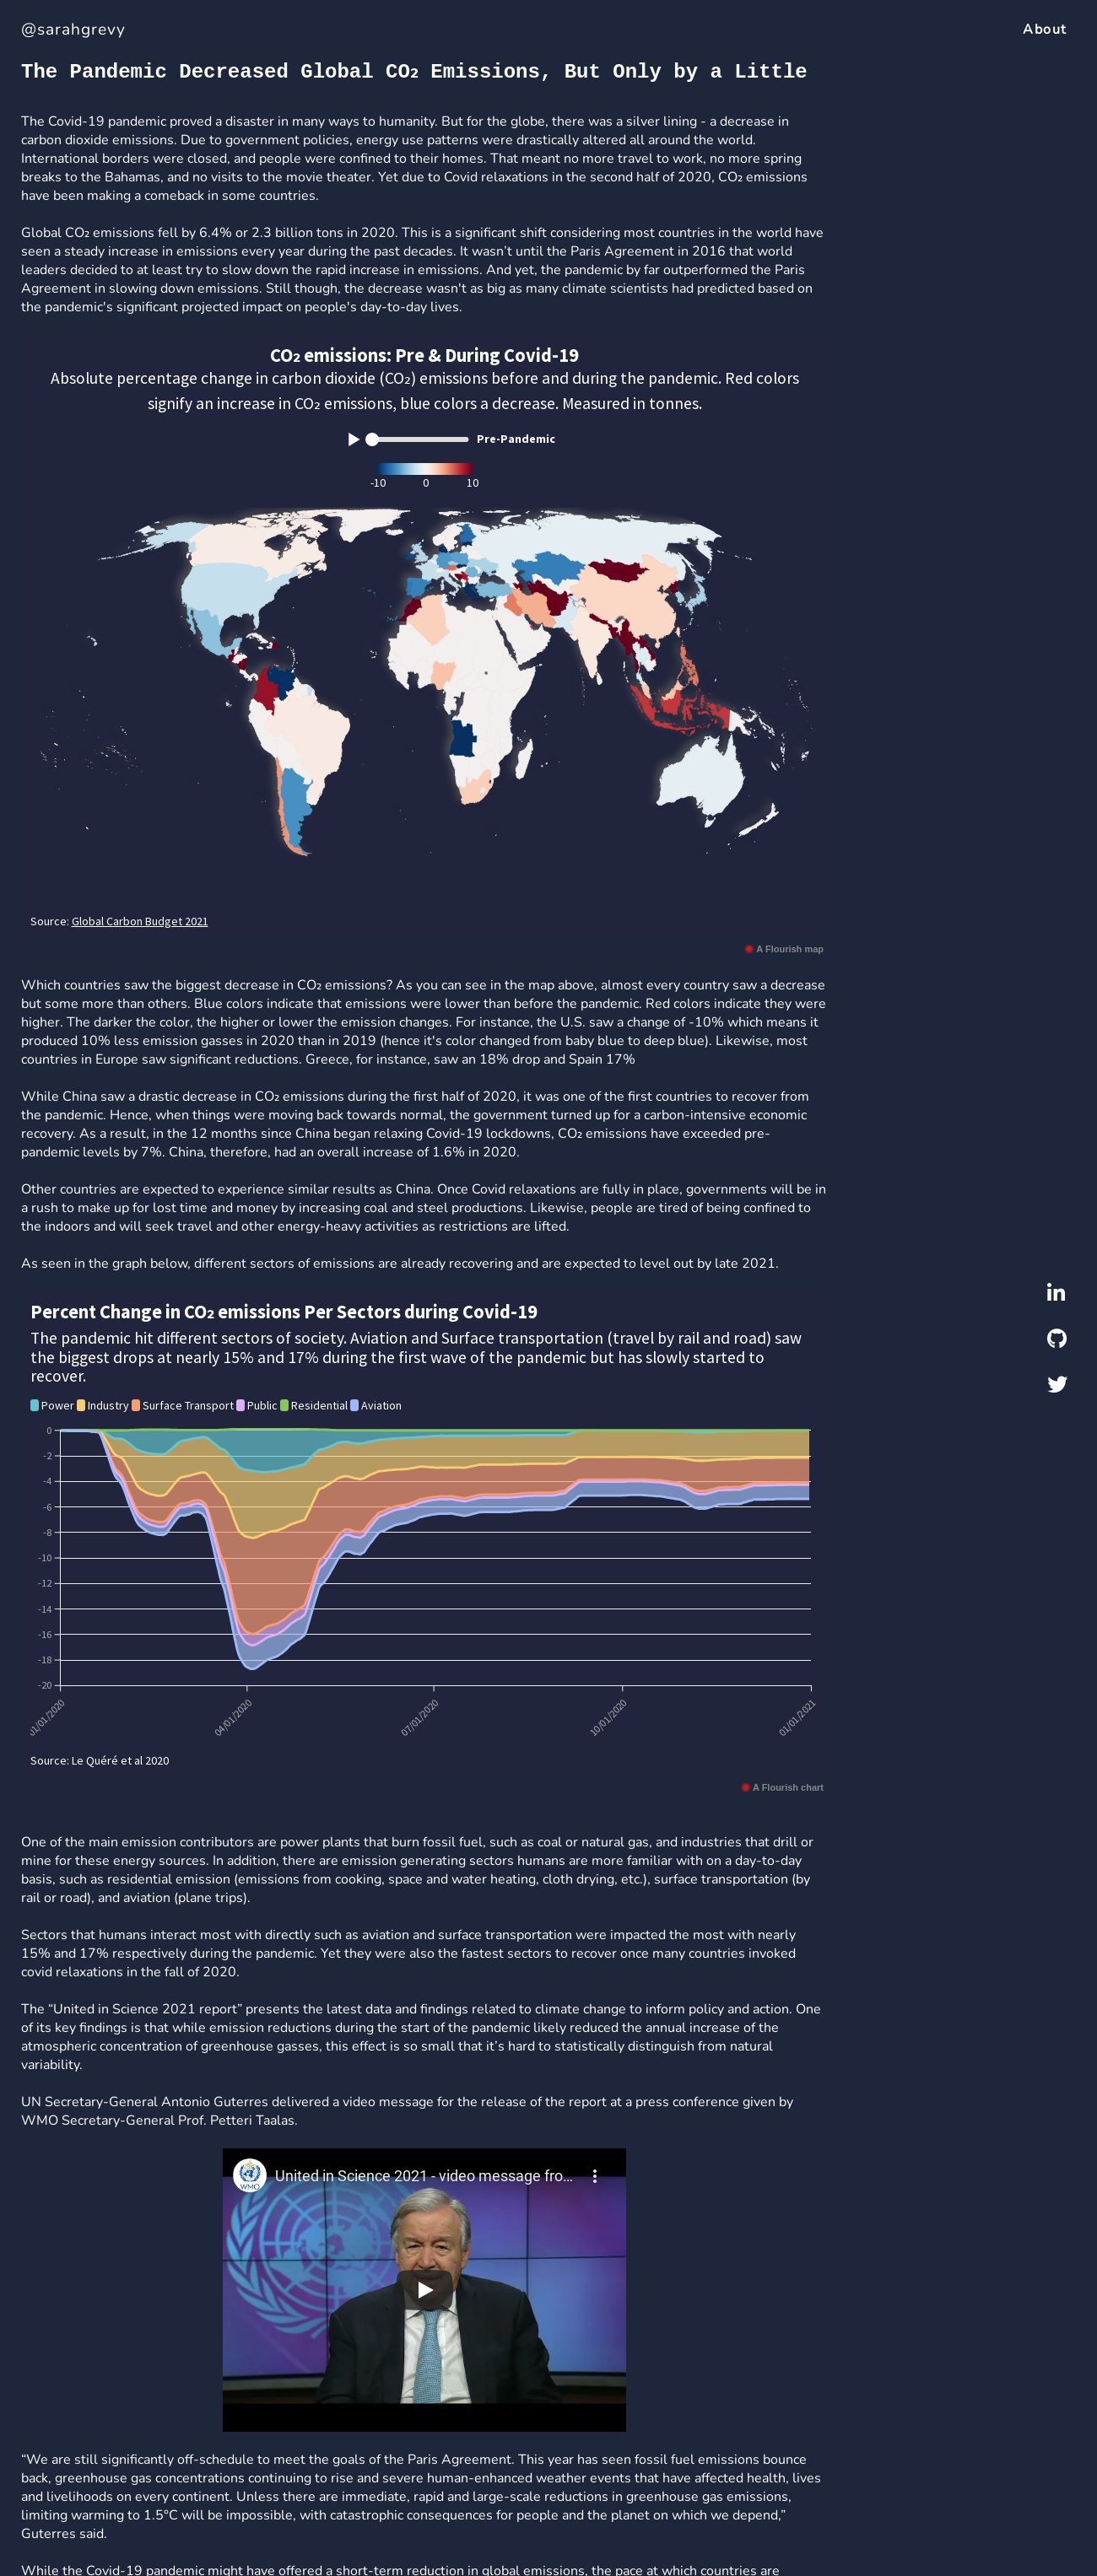 @sarahgrevy
About
The Pandemic Decreased Global CO₂ Emissions, But Only by a Little
The Covid-19 pandemic proved a disaster in many ways to humanity. But for the globe, there was a silver lining - a decrease in
carbon dioxide emissions. Due to government policies, energy use patterns were drastically altered all around the world.
International borders were closed, and people were confined to their homes. That meant no more travel to work, no more spring
breaks to the Bahamas, and no visits to the movie theater. Yet due to Covid relaxations in the second half of 2020, CO₂ emissions
have been making a comeback in some countries.
Global CO₂ emissions fell by 6.4% or 2.3 billion tons in 2020. This is a significant shift considering most countries in the world have
seen a steady increase in emissions every year during the past decades. It wasn’t until the Paris Agreement in 2016 that world
leaders decided to at least try to slow down the rapid increase in emissions. And yet, the pandemic by far outperformed the Paris
Agreement in slowing down emissions. Still though, the decrease wasn't as big as many climate scientists had predicted based on
the pandemic's significant projected impact on people's day-to-day lives.
CO₂ emissions: Pre & During Covid-19
Absolute percentage change in carbon dioxide (CO₂) emissions before and during the pandemic. Red colors
signify an increase in CO₂ emissions, blue colors a decrease. Measured in tonnes.
Pre-Pandemic
-10 0 10
Source: Global Carbon Budget 2021
A Flourish map
Which countries saw the biggest decrease in CO₂ emissions? As you can see in the map above, almost every country saw a decrease
but some more than others. Blue colors indicate that emissions were lower than before the pandemic. Red colors indicate they were
higher. The darker the color, the higher or lower the emission changes. For instance, the U.S. saw a change of -10% which means it
produced 10% less emission gasses in 2020 than in 2019 (hence it's color changed from baby blue to deep blue). Likewise, most
countries in Europe saw significant reductions. Greece, for instance, saw an 18% drop and Spain 17%
While China saw a drastic decrease in CO₂ emissions during the first half of 2020, it was one of the first countries to recover from
the pandemic. Hence, when things were moving back towards normal, the government turned up for a carbon-intensive economic
recovery. As a result, in the 12 months since China began relaxing Covid-19 lockdowns, CO₂ emissions have exceeded pre-
pandemic levels by 7%. China, therefore, had an overall increase of 1.6% in 2020.
Other countries are expected to experience similar results as China. Once Covid relaxations are fully in place, governments will be in
a rush to make up for lost time and money by increasing coal and steel productions. Likewise, people are tired of being confined to
the indoors and will seek travel and other energy-heavy activities as restrictions are lifted.
As seen in the graph below, different sectors of emissions are already recovering and are expected to level out by late 2021.
Percent Change in CO₂ emissions Per Sectors during Covid-19
The pandemic hit different sectors of society. Aviation and Surface transportation (travel by rail and road) saw
the biggest drops at nearly 15% and 17% during the first wave of the pandemic but has slowly started to
recover.
Power Industry Surface Transport Public Residential Aviation
0
-2
-4
-6
-8
-10
-12
-14
-16
-18
-20
01/01/2020 04/01/2020 07/01/2020 10/01/2020 01/01/2021
Source: Le Quéré et al 2020
A Flourish chart
One of the main emission contributors are power plants that burn fossil fuel, such as coal or natural gas, and industries that drill or
mine for these energy sources. In addition, there are emission generating sectors humans are more familiar with on a day-to-day
basis, such as residential emission (emissions from cooking, space and water heating, cloth drying, etc.), surface transportation (by
rail or road), and aviation (plane trips).
Sectors that humans interact most with directly such as aviation and surface transportation were impacted the most with nearly
15% and 17% respectively during the pandemic. Yet they were also the fastest sectors to recover once many countries invoked
covid relaxations in the fall of 2020.
The “United in Science 2021 report” presents the latest data and findings related to climate change to inform policy and action. One
of its key findings is that while emission reductions during the start of the pandemic likely reduced the annual increase of the
atmospheric concentration of greenhouse gasses, this effect is so small that it’s hard to statistically distinguish from natural
variability.
UN Secretary-General Antonio Guterres delivered a video message for the release of the report at a press conference given by
WMO Secretary-General Prof. Petteri Taalas.
WMO
United in Science 2021 - video message fro...
“We are still significantly off-schedule to meet the goals of the Paris Agreement. This year has seen fossil fuel emissions bounce
back, greenhouse gas concentrations continuing to rise and severe human-enhanced weather events that have affected health, lives
and livelihoods on every continent. Unless there are immediate, rapid and large-scale reductions in greenhouse gas emissions,
limiting warming to 1.5°C will be impossible, with catastrophic consequences for people and the planet on which we depend,”
Guterres said.
While the Covid-19 pandemic might have offered a short-term reduction in global emissions, the pace at which countries are